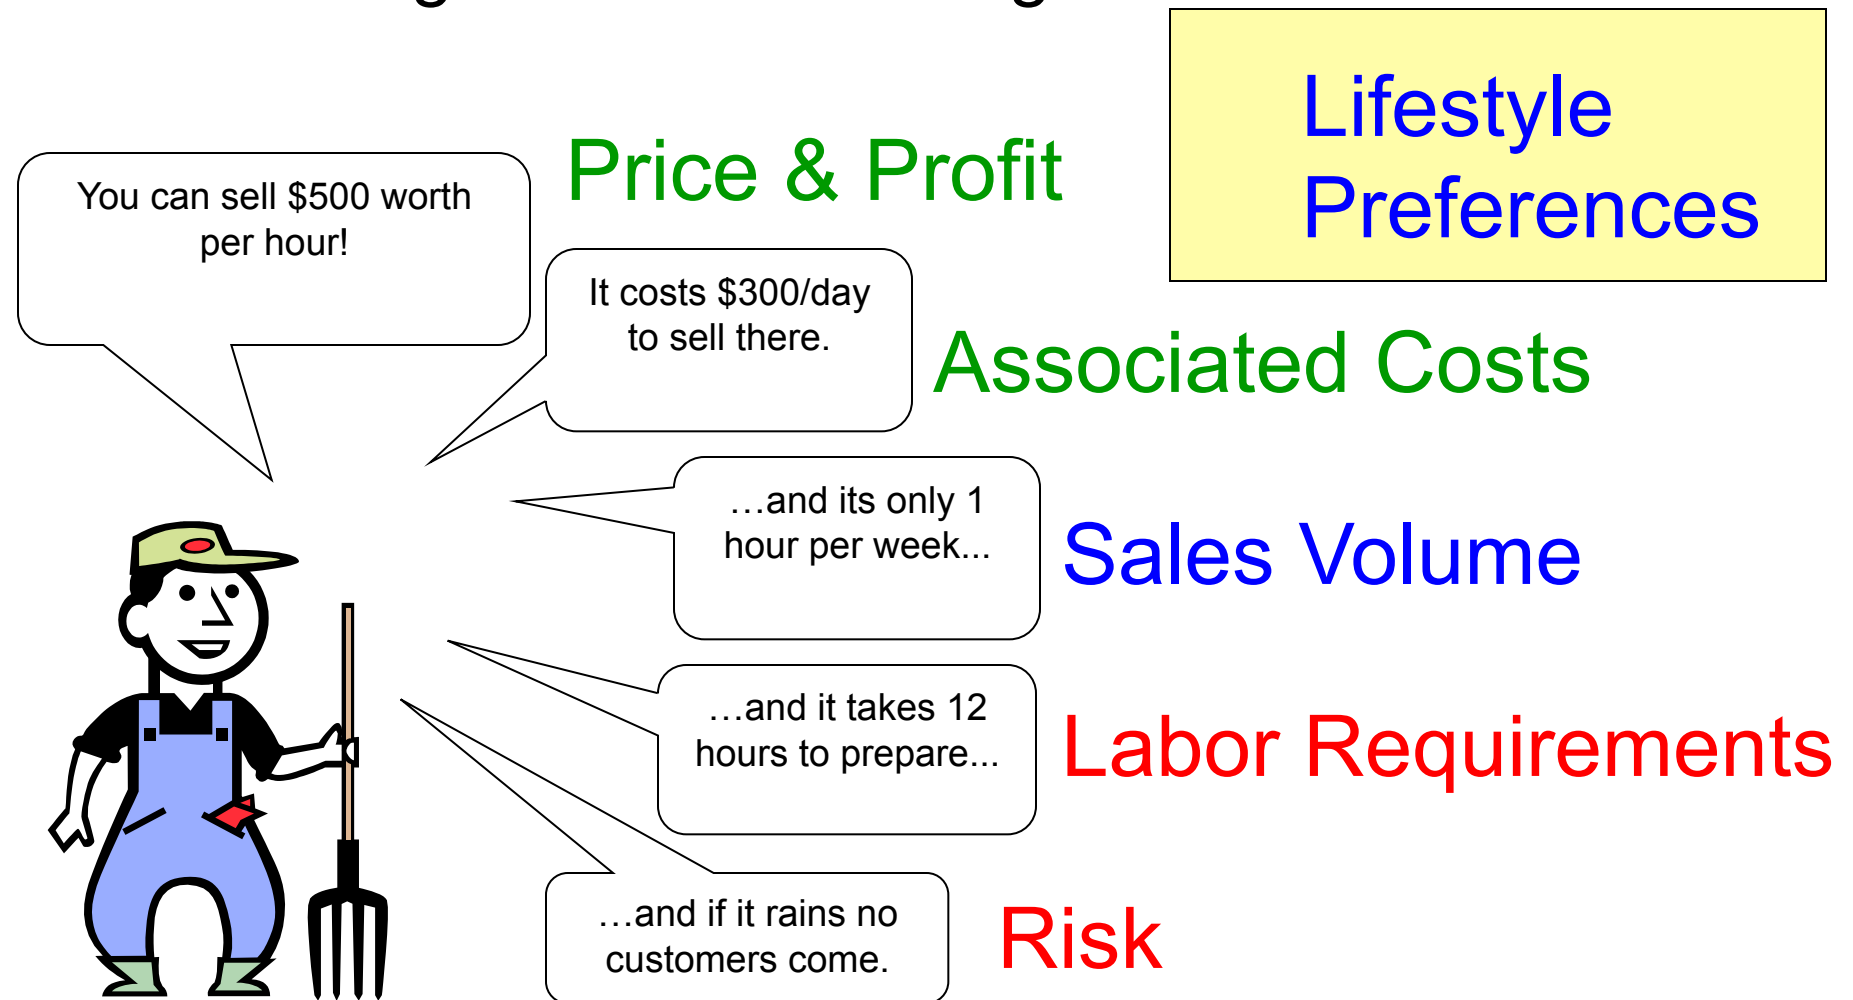 Lifestyle
Preferences
Price & Profit
You can sell $500 worth
per hour!
It costs $300/day
to sell there.
Associated Costs
…and its only 1
hour per week...
Sales Volume
…and it takes 12
hours to prepare...
Labor Requirements
…and if it rains no
customers come.
Risk